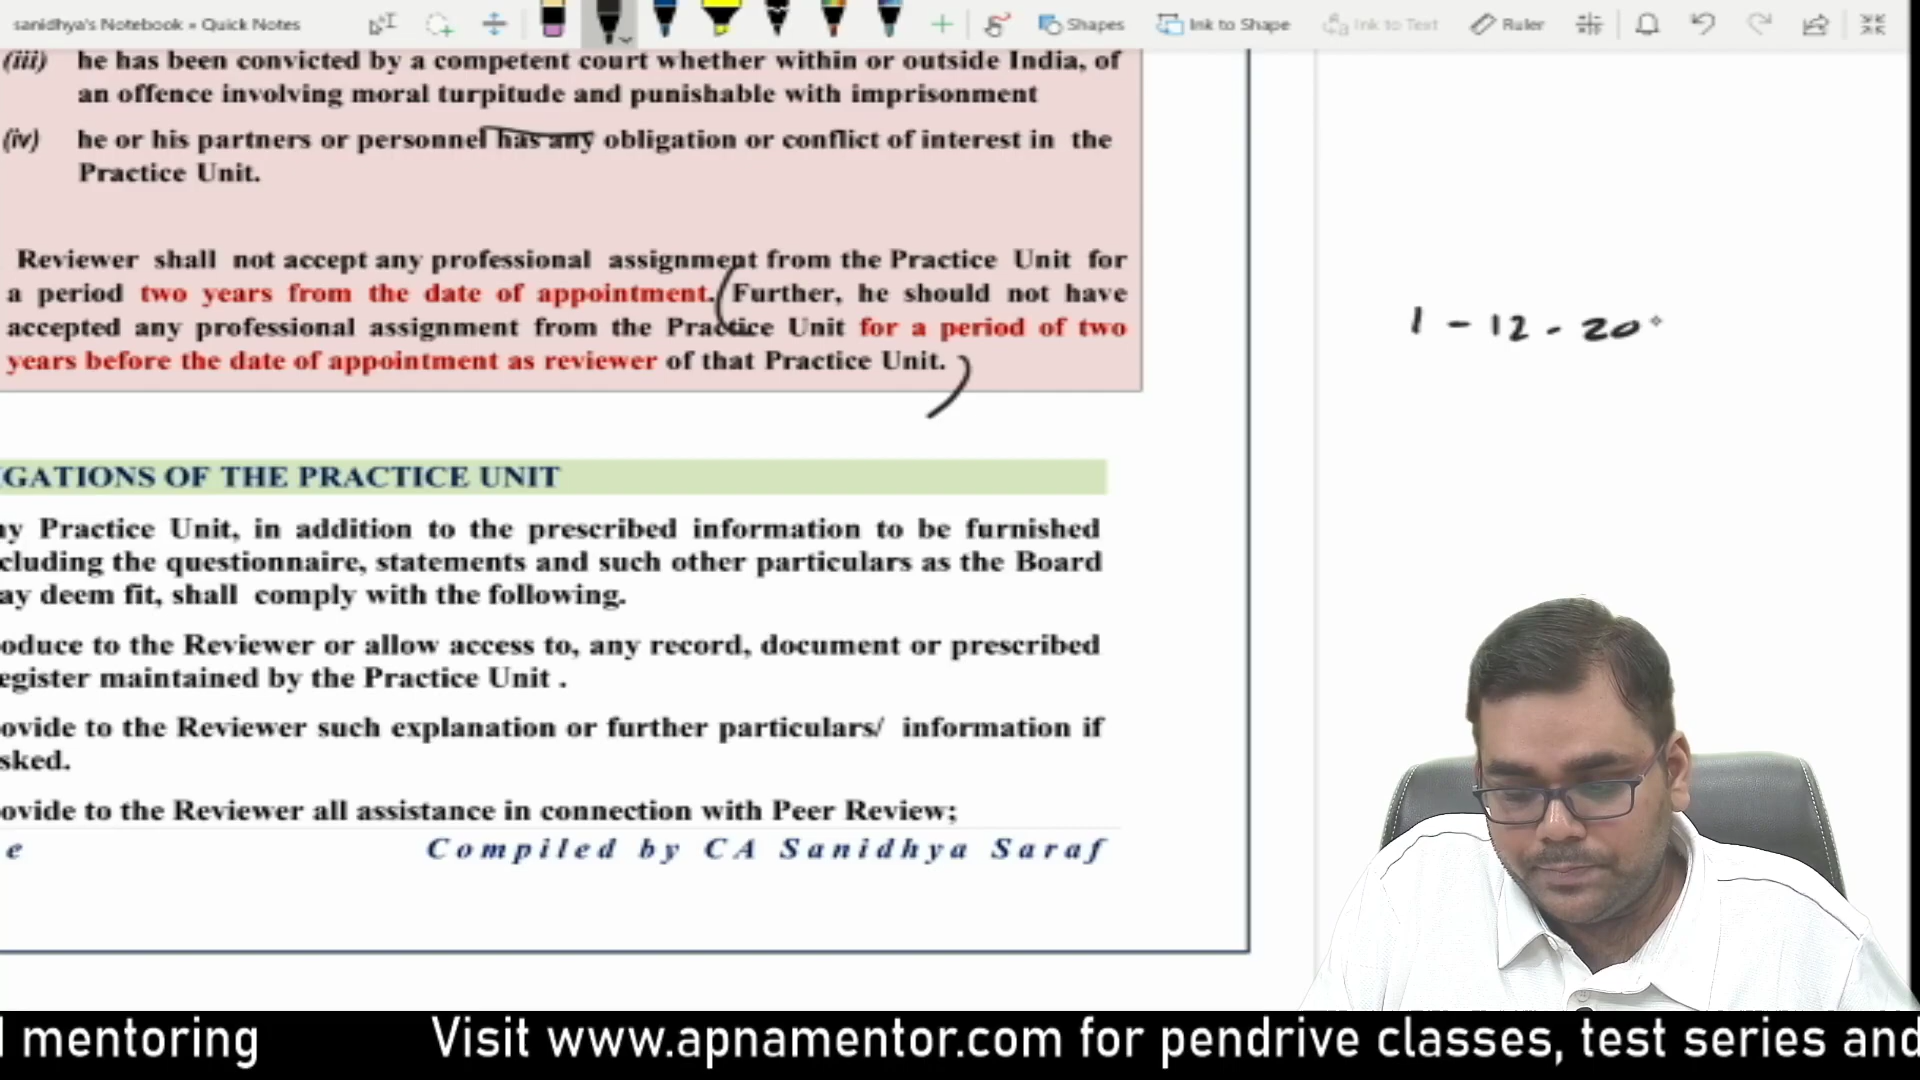 sanidhya's Notebook » Quick Notes
Shapes
Ink to Shape
Ink to Text
Ruler
(iii) he has been convicted by a competent court whether within or outside India, of
an offence involving moral turpitude and punishable with imprisonment
(iv) he or his partners or personnel has any obligation or conflict of interest in the
Practice Unit.
Reviewer shall not accept any professional assignment from the Practice Unit for
a period two years from the date of appointment. Further, he should not have
accepted any professional assignment from the Practice Unit for a period of two
years before the date of appointment as reviewer of that Practice Unit.
1 - 12 - 20
IGATIONS OF THE PRACTICE UNIT
ny Practice Unit, in addition to the prescribed information to be furnished
cluding the questionnaire, statements and such other particulars as the Board
ay deem fit, shall comply with the following.
oduce to the Reviewer or allow access to, any record, document or prescribed
egister maintained by the Practice Unit .
ovide to the Reviewer such explanation or further particulars/ information if
sked.
ovide to the Reviewer all assistance in connection with Peer Review;
e Compiled by CA Sanidhya Saraf
l mentoring Visit www.apnamentor.com for pendrive classes, test series and